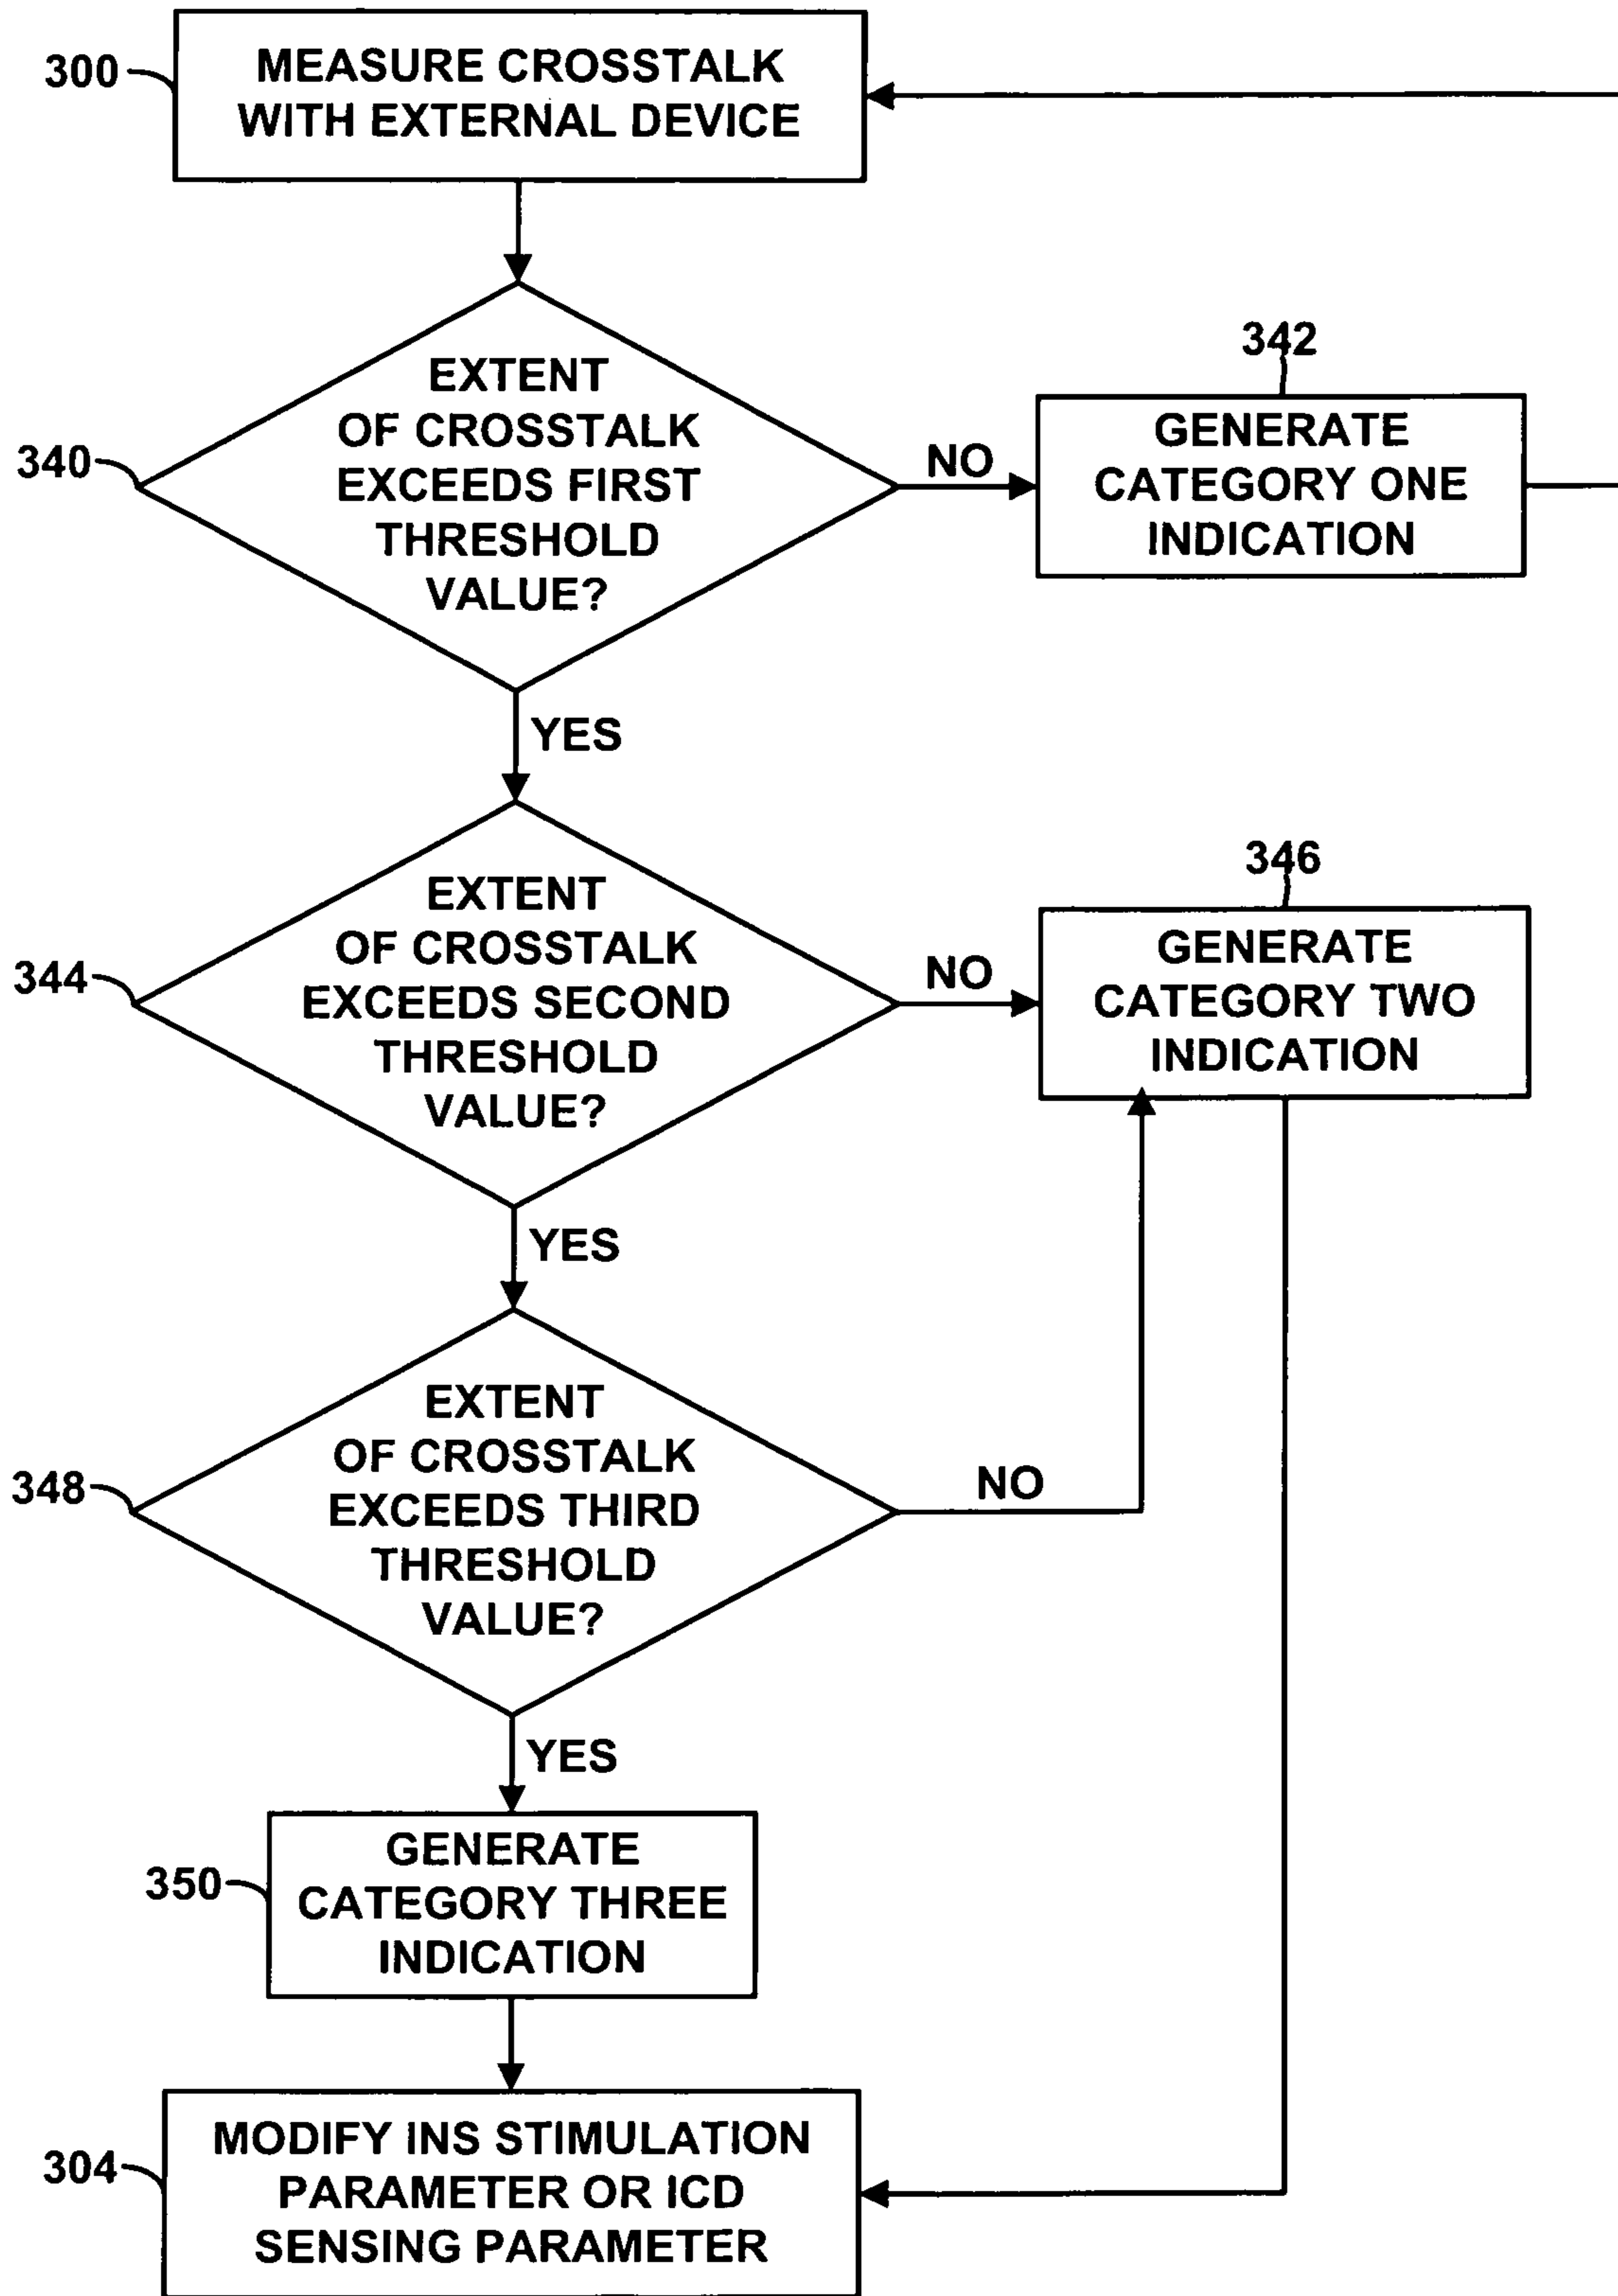 300
MEASURE CROSSTALK
WITH EXTERNAL DEVICE
340
EXTENT
OF CROSSTALK
EXCEEDS FIRST
THRESHOLD
VALUE?
NO
342
GENERATE
CATEGORY ONE
INDICATION
YES
344
EXTENT
OF CROSSTALK
EXCEEDS SECOND
THRESHOLD
VALUE?
NO
346
GENERATE
CATEGORY TWO
INDICATION
YES
348
EXTENT
OF CROSSTALK
EXCEEDS THIRD
THRESHOLD
VALUE?
NO
YES
350
GENERATE
CATEGORY THREE
INDICATION
304
MODIFY INS STIMULATION
PARAMETER OR ICD
SENSING PARAMETER